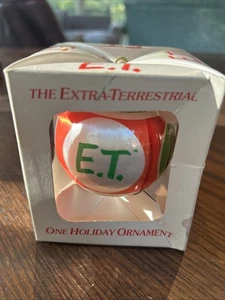 E.T.
THE EXTRA-TERRESTRIAL
E.T.
ONE HOLIDAY ORNAMENT